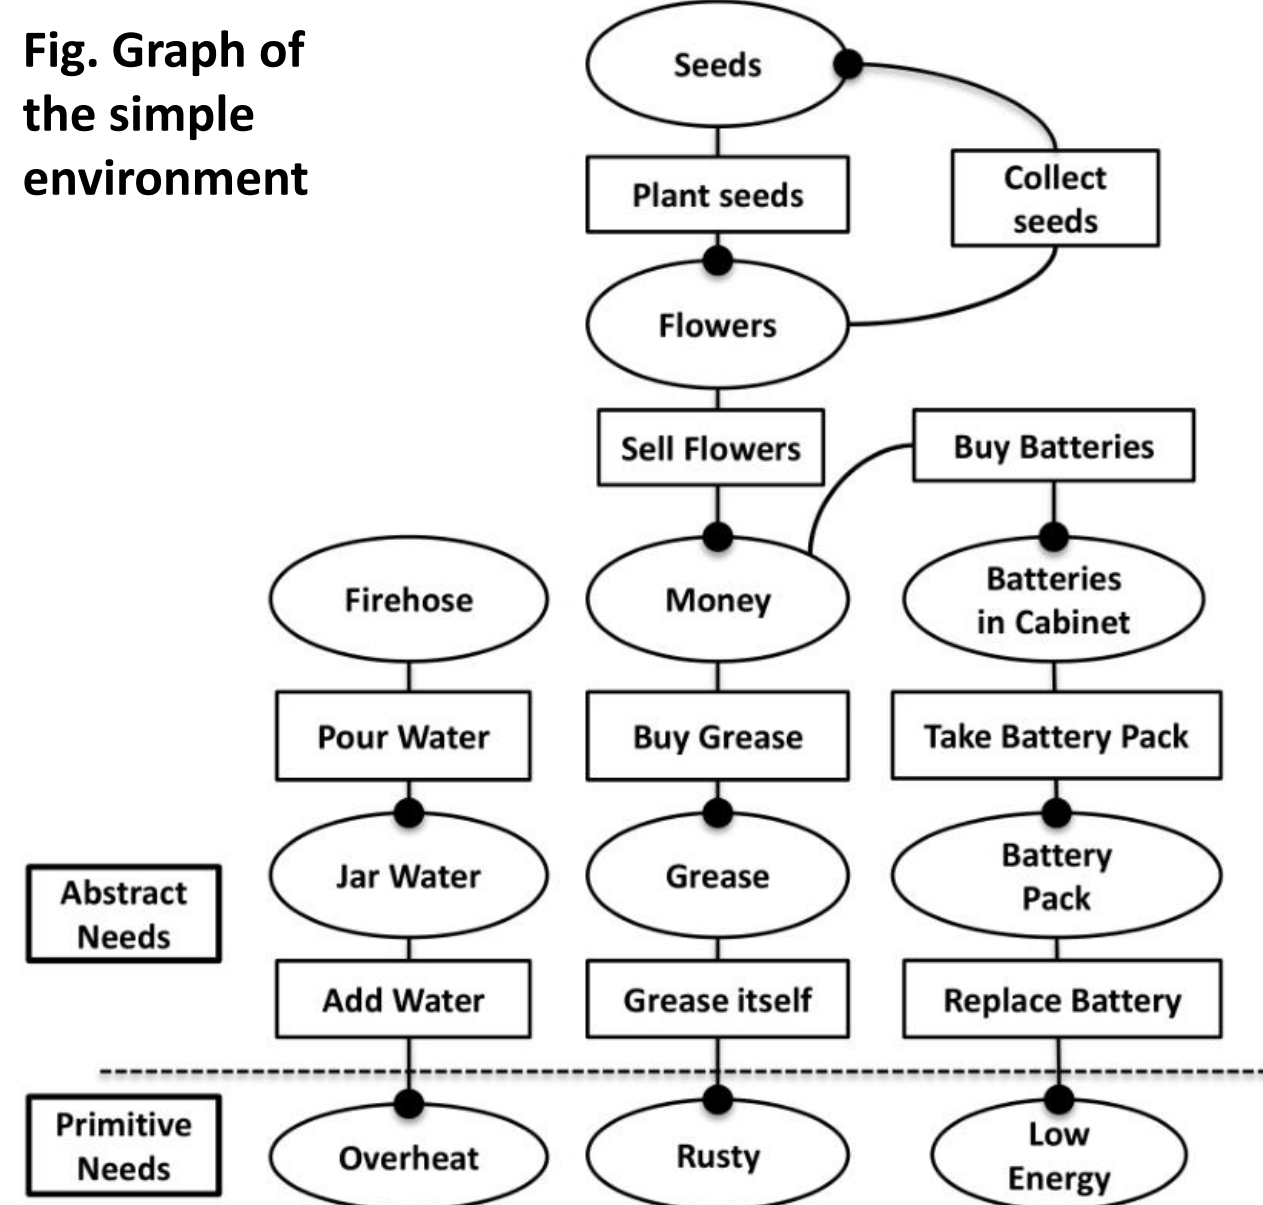 Fig. Graph of
the simple
environment
Seeds
Plant seeds
Collect
seeds
Flowers
Sell Flowers
Buy Batteries
Firehose
Money
Batteries
in Cabinet
Pour Water
Buy Grease
Take Battery Pack
Jar Water
Grease
Battery
Pack
Abstract
Needs
Add Water
Grease itself
Replace Battery
Primitive
Needs
Overheat
Rusty
Low
Energy